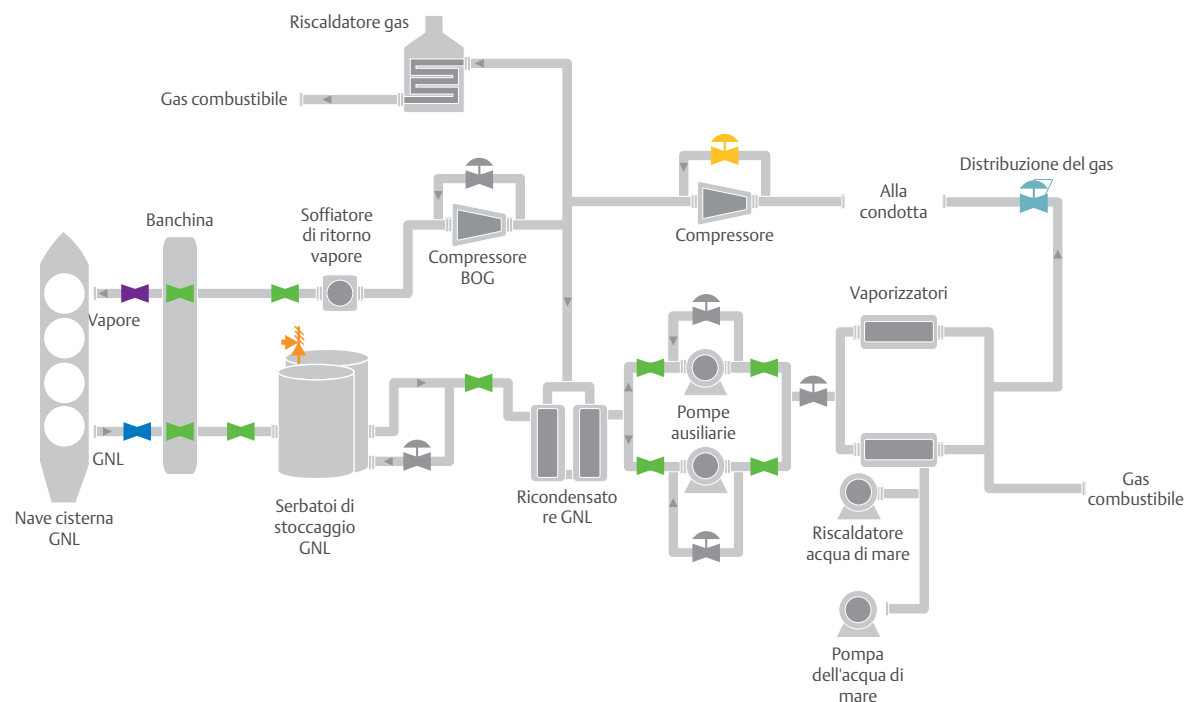 Riscaldatore gas
Gas combustibile
Distribuzione del gas
Banchina
Soffiatore
di ritorno
vapore
Alla
condotta
Compressore
Compressore
BOG
Vapore
Vaporizzatori
Pompe
ausiliarie
GNL
Nave cisterna
GNL
Serbatoi di
stoccaggio
GNL
Ricondensato
re GNL
Gas
combustibile
Riscaldatore
acqua di mare
Pompa
dell'acqua di
mare